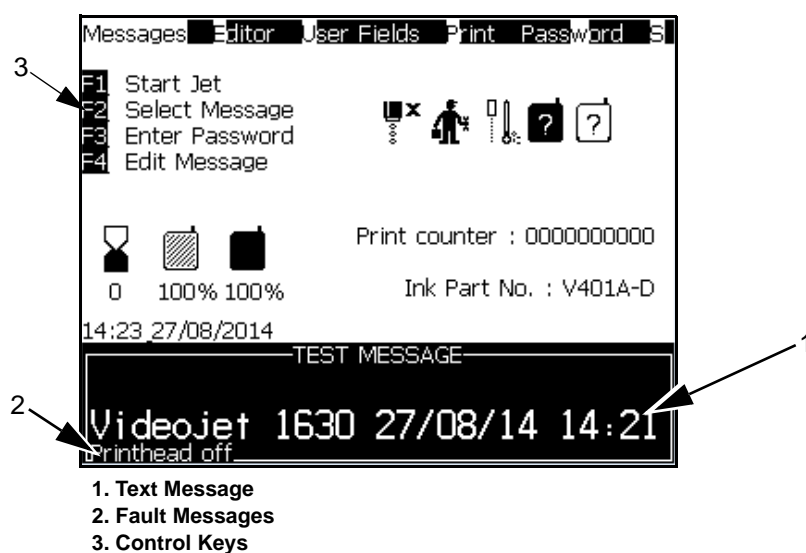 Messages Editor User Fields Print Password S
3
F1 Start Jet
F2 Select Message
F3 Enter Password
F4 Edit Message
? ?
Print counter : 0000000000
0 100% 100%
Ink Part No. : V401A-D
14:23 27/08/2014
TEST MESSAGE
1
2
Videojet 1630 27/08/14 14:21
Printhead off
1. Text Message
2. Fault Messages
3. Control Keys